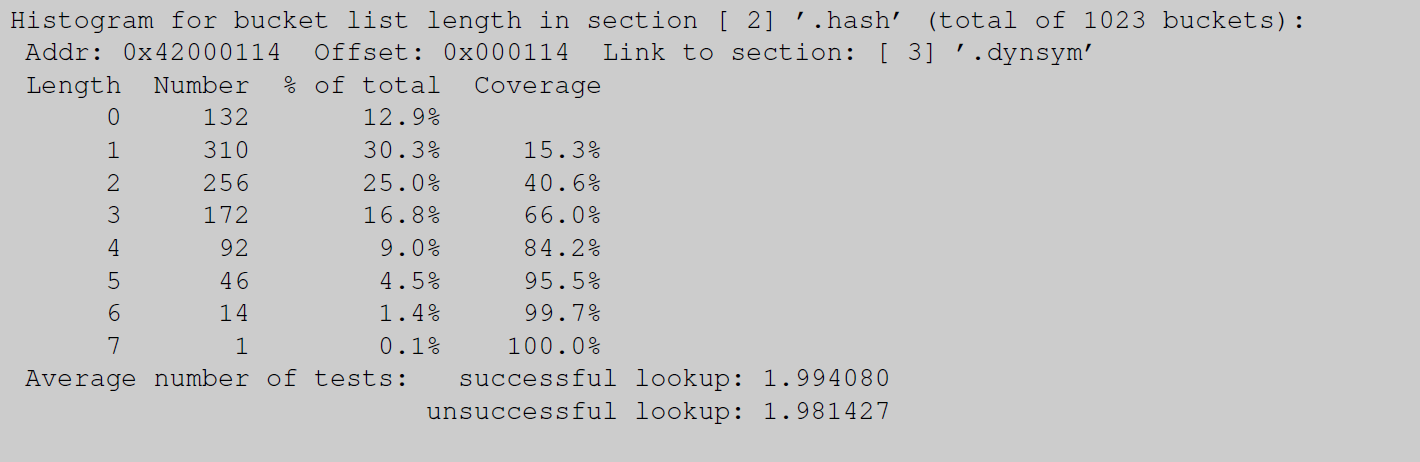 Histogram for bucket list length in section [ 2] ′.hash′ (total of 1023 buckets):
 Addr: 0x42000114  Offset: 0x000114  Link to section: [ 3] ′.dynsym′
 Length  Number  % of total  Coverage
      0     132       12.9%
      1     310       30.3%     15.3%
      2     256       25.0%     40.6%
      3     172       16.8%     66.0%
      4      92        9.0%     84.2%
      5      46        4.5%     95.5%
      6      14        1.4%     99.7%
      7       1        0.1%    100.0%
 Average number of tests:   successful lookup: 1.994080
                          unsuccessful lookup: 1.981427